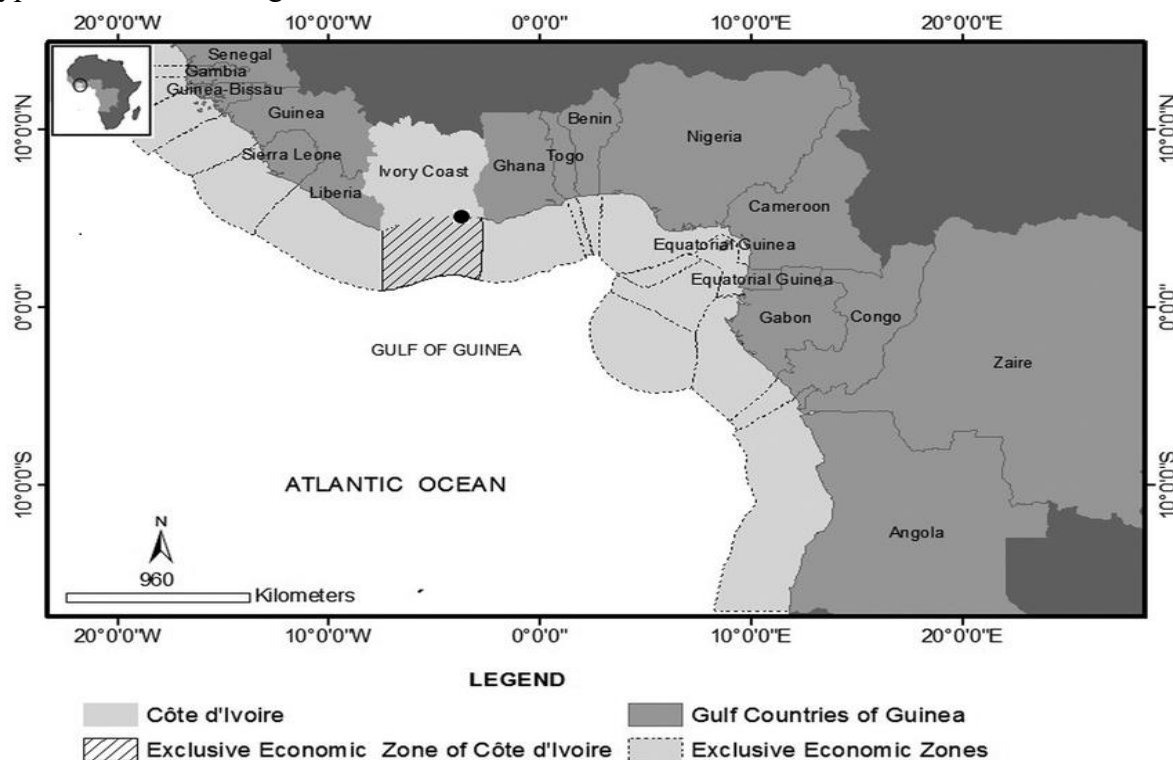 20°0'0"W 10°0'0"W 0°0'0" 10°0'0"E 20°0'0"E
Senegal
Gambia
Guinea-Bissau
Guinea
Sierra Leone
Liberia
Ivory Coast
Ghana
Togo
Benin
Nigeria
Cameroon
Equatorial Guinea
Equatorial Guinea
Gabon
Congo
Zaire
Angola
GULF OF GUINEA
ATLANTIC OCEAN
N
960
Kilometers
10°0'0"N
0°0'0"
10°0'0"S
10°0'0"N
0°0'0"
10°0'0"S
20°0'0"W 10°0'0"W 0°0'0" 10°0'0"E 20°0'0"E
LEGEND
Côte d'Ivoire
Gulf Countries of Guinea
Exclusive Economic Zone of Côte d'Ivoire
Exclusive Economic Zones